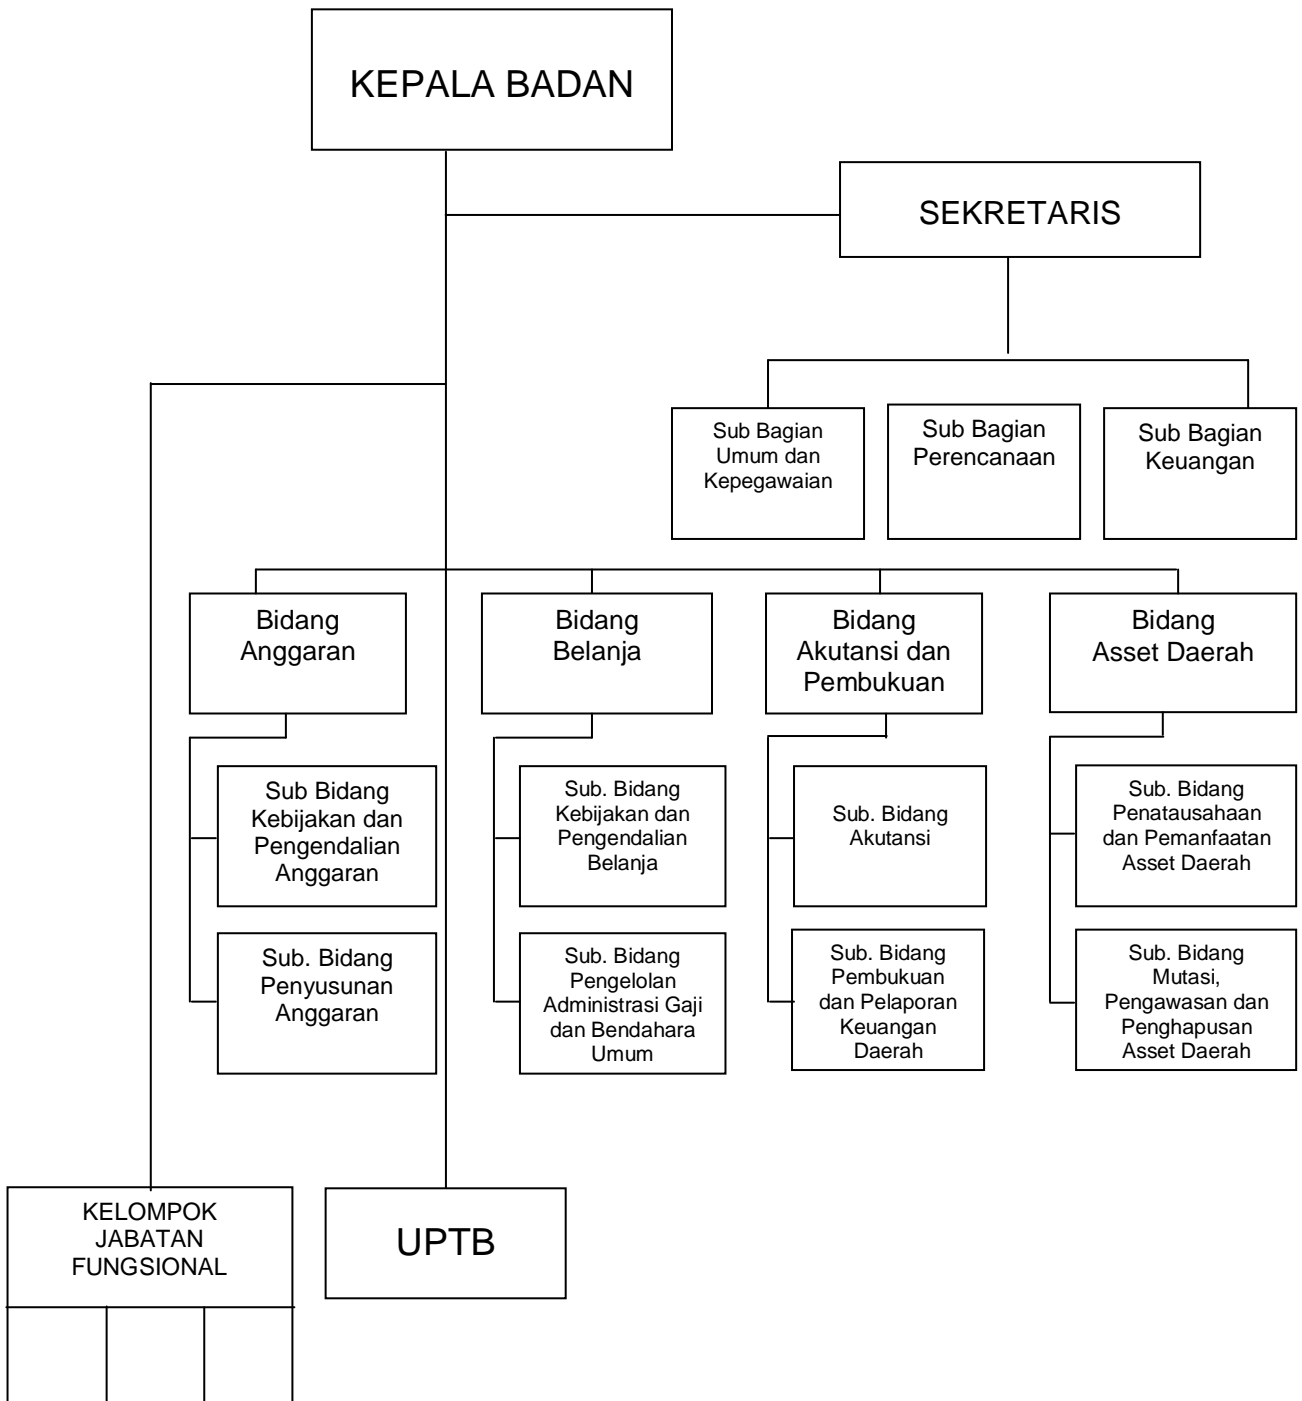 KEPALA BADAN
SEKRETARIS
Sub Bagian
Umum dan
Kepegawaian
Sub Bagian
Perencanaan
Sub Bagian
Keuangan
Bidang
Anggaran
Bidang
Belanja
Bidang
Akutansi dan
Pembukuan
Bidang
Asset Daerah
Sub Bidang
Kebijakan dan
Pengendalian
Anggaran
Sub. Bidang
Kebijakan dan
Pengendalian
Belanja
Sub. Bidang
Akutansi
Sub. Bidang
Penatausahaan
dan Pemanfaatan
Asset Daerah
Sub. Bidang
Penyusunan
Anggaran
Sub. Bidang
Pengelolan
Administrasi Gaji
dan Bendahara
Umum
Sub. Bidang
Pembukuan
dan Pelaporan
Keuangan
Daerah
Sub. Bidang
Mutasi,
Pengawasan dan
Penghapusan
Asset Daerah
KELOMPOK
JABATAN
FUNGSIONAL
UPTB